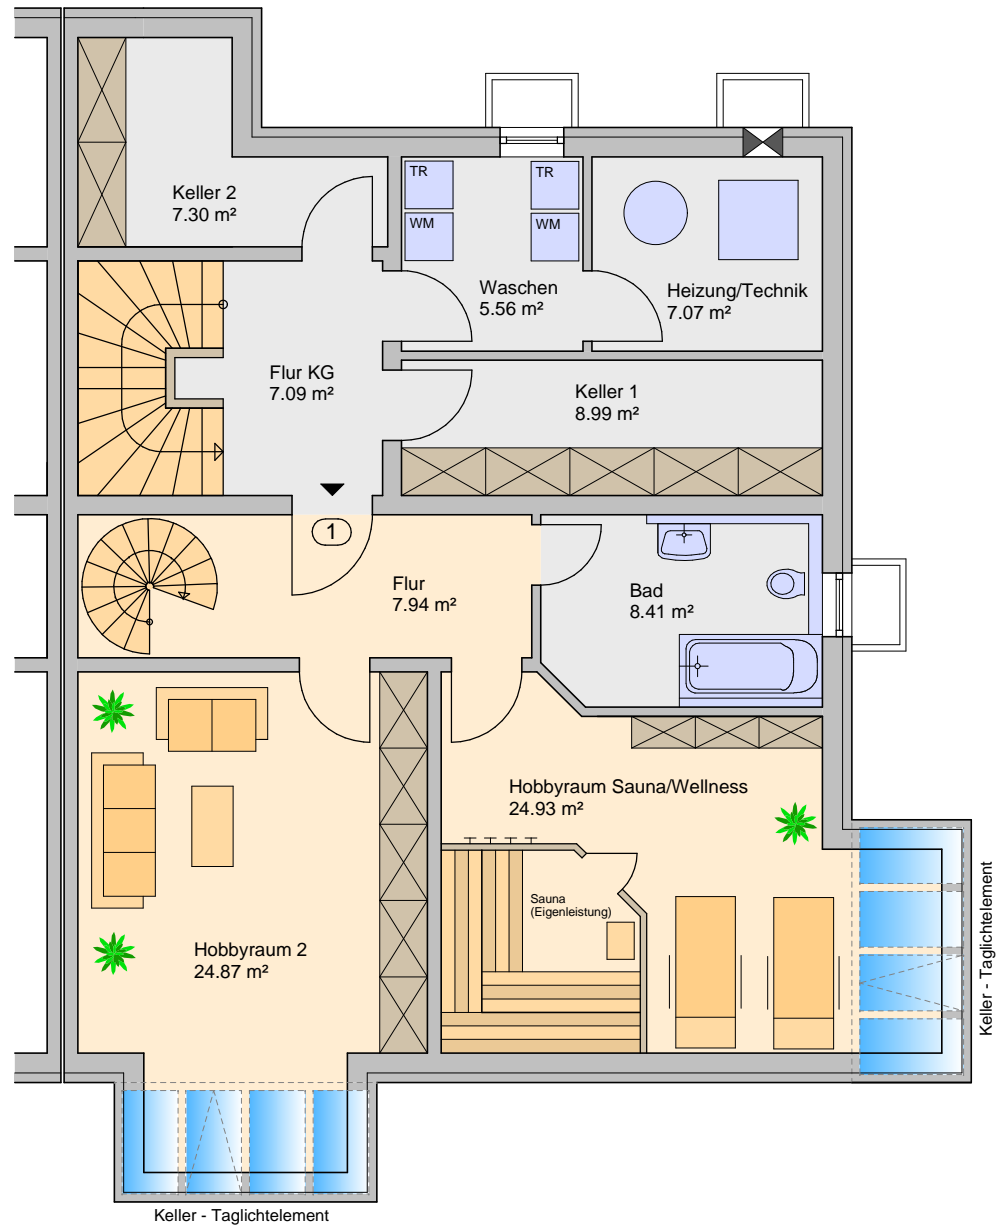 TR
TR
WM
WM
Keller 2
7.30 m²
Waschen
5.56 m²
Heizung/Technik
7.07 m²
Flur KG
7.09 m²
Keller 1
8.99 m²
1
Flur
7.94 m²
Bad
8.41 m²
Hobbyraum Sauna/Wellness
24.93 m²
Sauna
(Eigenleistung)
Hobbyraum 2
24.87 m²
Keller - Taglichtelement
Keller - Taglichtelement